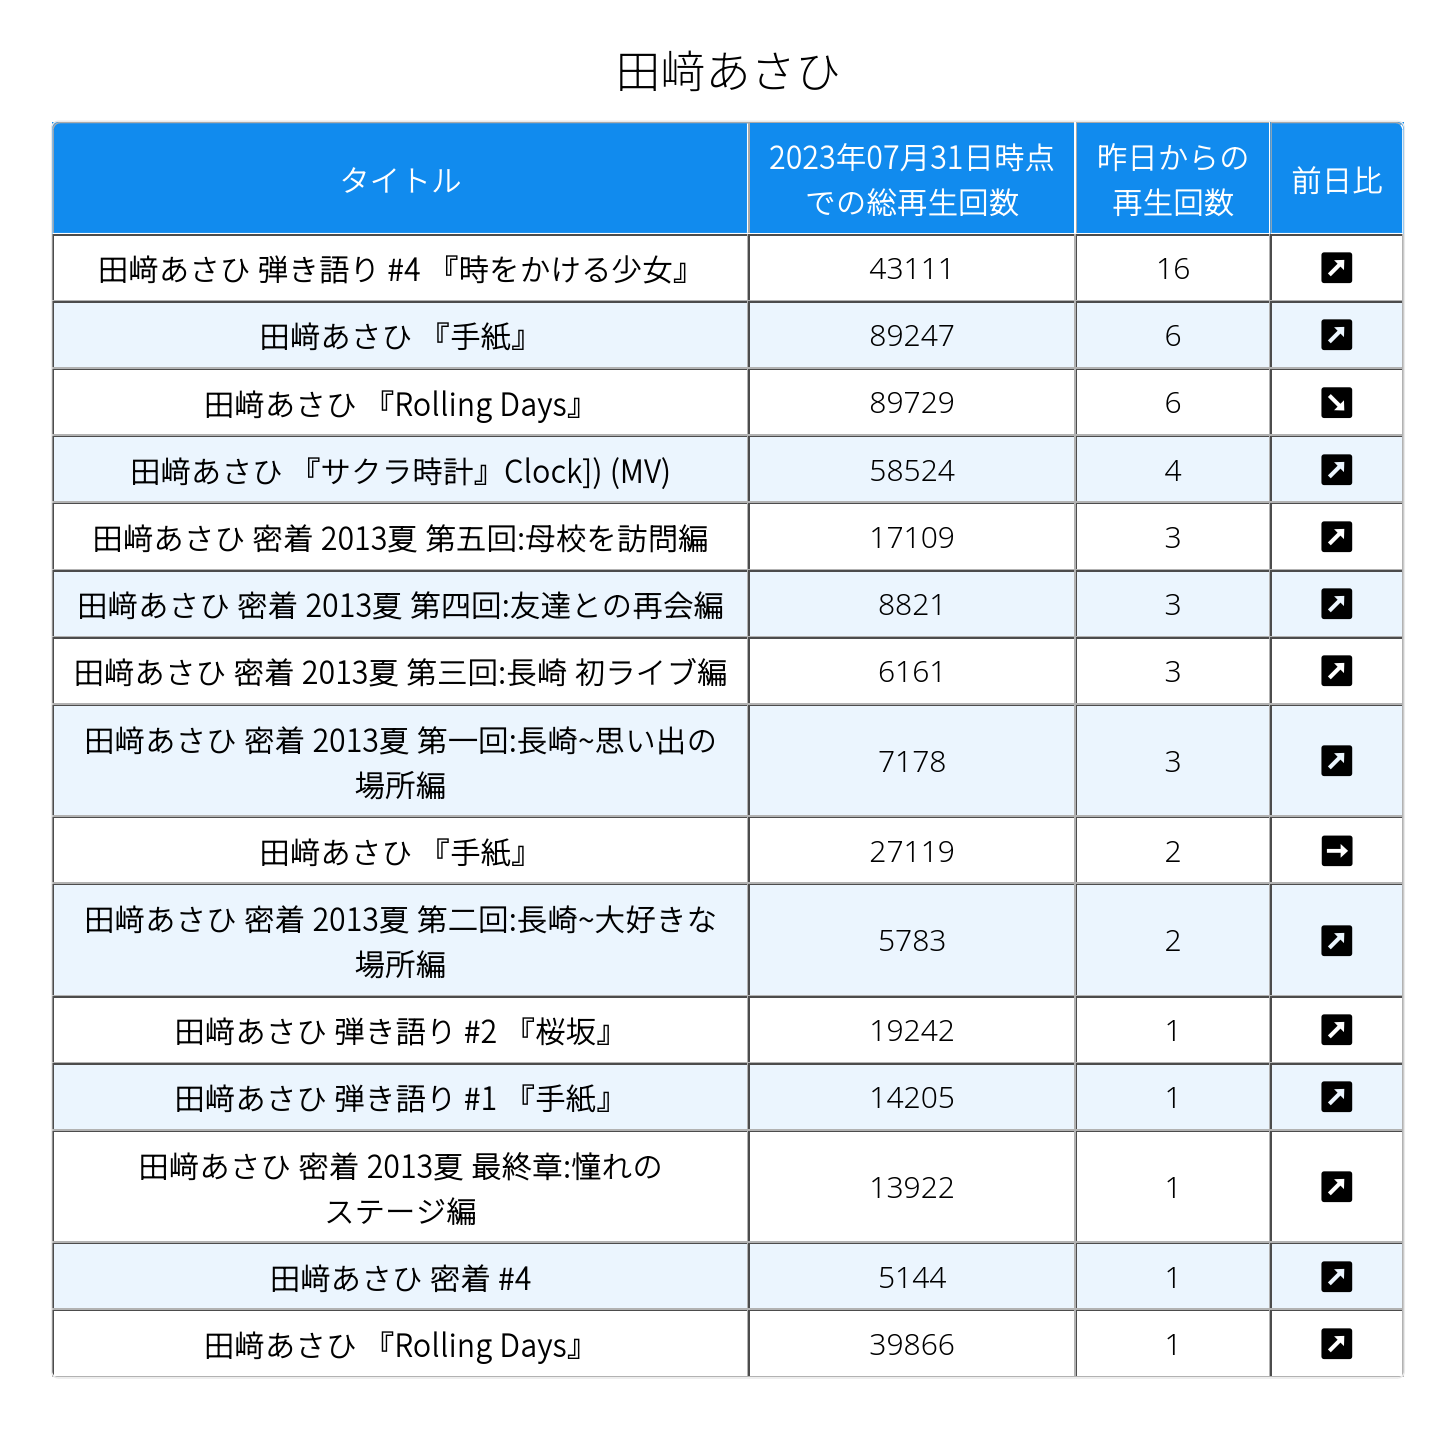 田﨑あさひ
タイトル
2023年07月31日時点
での総再生回数
昨日からの
再生回数
前日比
田﨑あさひ 弾き語り #4 『時をかける少女』 43111 16
田﨑あさひ 『手紙』 89247 6
田﨑あさひ 『Rolling Days』 89729 6
田﨑あさひ 『サクラ時計』Clock]) (MV) 58524 4
田﨑あさひ 密着 2013夏 第五回:母校を訪問編 17109 3
田﨑あさひ 密着 2013夏 第四回:友達との再会編 8821 3
田﨑あさひ 密着 2013夏 第三回:長崎 初ライブ編 6161 3
田﨑あさひ 密着 2013夏 第一回:長崎~思い出の
場所編
7178 3
田﨑あさひ 『手紙』 27119 2
田﨑あさひ 密着 2013夏 第二回:長崎~大好きな
場所編
5783 2
田﨑あさひ 弾き語り #2 『桜坂』 19242 1
田﨑あさひ 弾き語り #1 『手紙』 14205 1
田﨑あさひ 密着 2013夏 最終章:憧れの
ステージ編
13922 1
田﨑あさひ 密着 #4 5144 1
田﨑あさひ 『Rolling Days』 39866 1